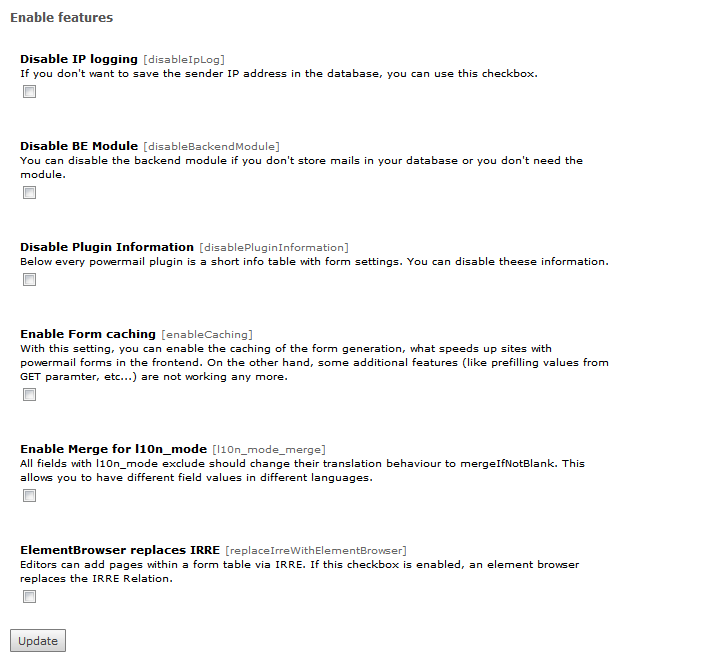 Enable features
Disable IP logging [disableIpLog]
If you don't want to save the sender IP address in the database, you can use this checkbox.
Disable BE Module [disableBackendModule]
You can disable the backend module if you don't store mails in your database or you don't need the
module.
Disable Plugin Information [disablePluginInformation]
Below every powermail plugin is a short info table with form settings. You can disable theese information.
Enable Form caching [enableCaching]
With this setting, you can enable the caching of the form generation, what speeds up sites with
powermail forms in the frontend. On the other hand, some additional features (like prefilling values from
GET paramter, etc...) are not working any more.
Enable Merge for l10n_mode [l10n_mode_merge]
All fields with l10n_mode exclude should change their translation behaviour to mergeIfNotBlank. This
allows you to have different field values in different languages.
ElementBrowser replaces IRRE [replaceIrreWithElementBrowser]
Editors can add pages within a form table via IRRE. If this checkbox is enabled, an element browser
replaces the IRRE Relation.
Update